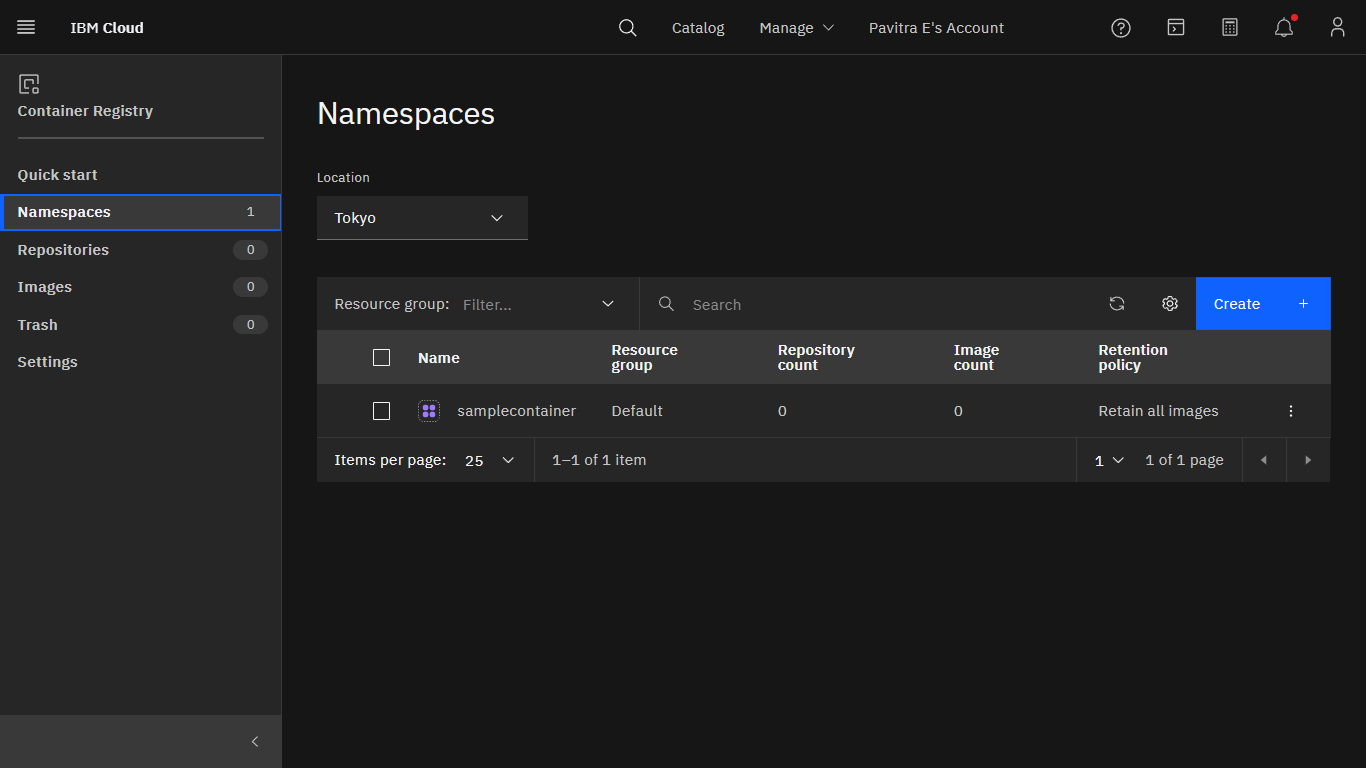 IBM Cloud
Catalog
Manage
Pavitra E's Account
Container Registry
Quick start
Namespaces 1
Repositories 0
Images 0
Trash 0
Settings
Namespaces
Location
Tokyo
Resource group: Filter...
Search
Create +
Name
Resource
group
Repository
count
Image
count
Retention
policy
samplecontainer Default 0 0 Retain all images
Items per page: 25 1–1 of 1 item 1 1 of 1 page